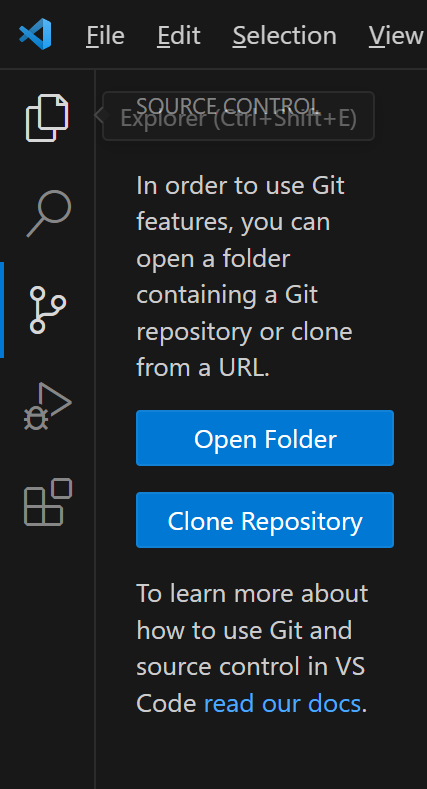 File Edit Selection View
SOURCE CONTROL
Explorer (Ctrl+Shift+E)
In order to use Git
features, you can
open a folder
containing a Git
repository or clone
from a URL.
Open Folder
Clone Repository
To learn more about
how to use Git and
source control in VS
Code read our docs.